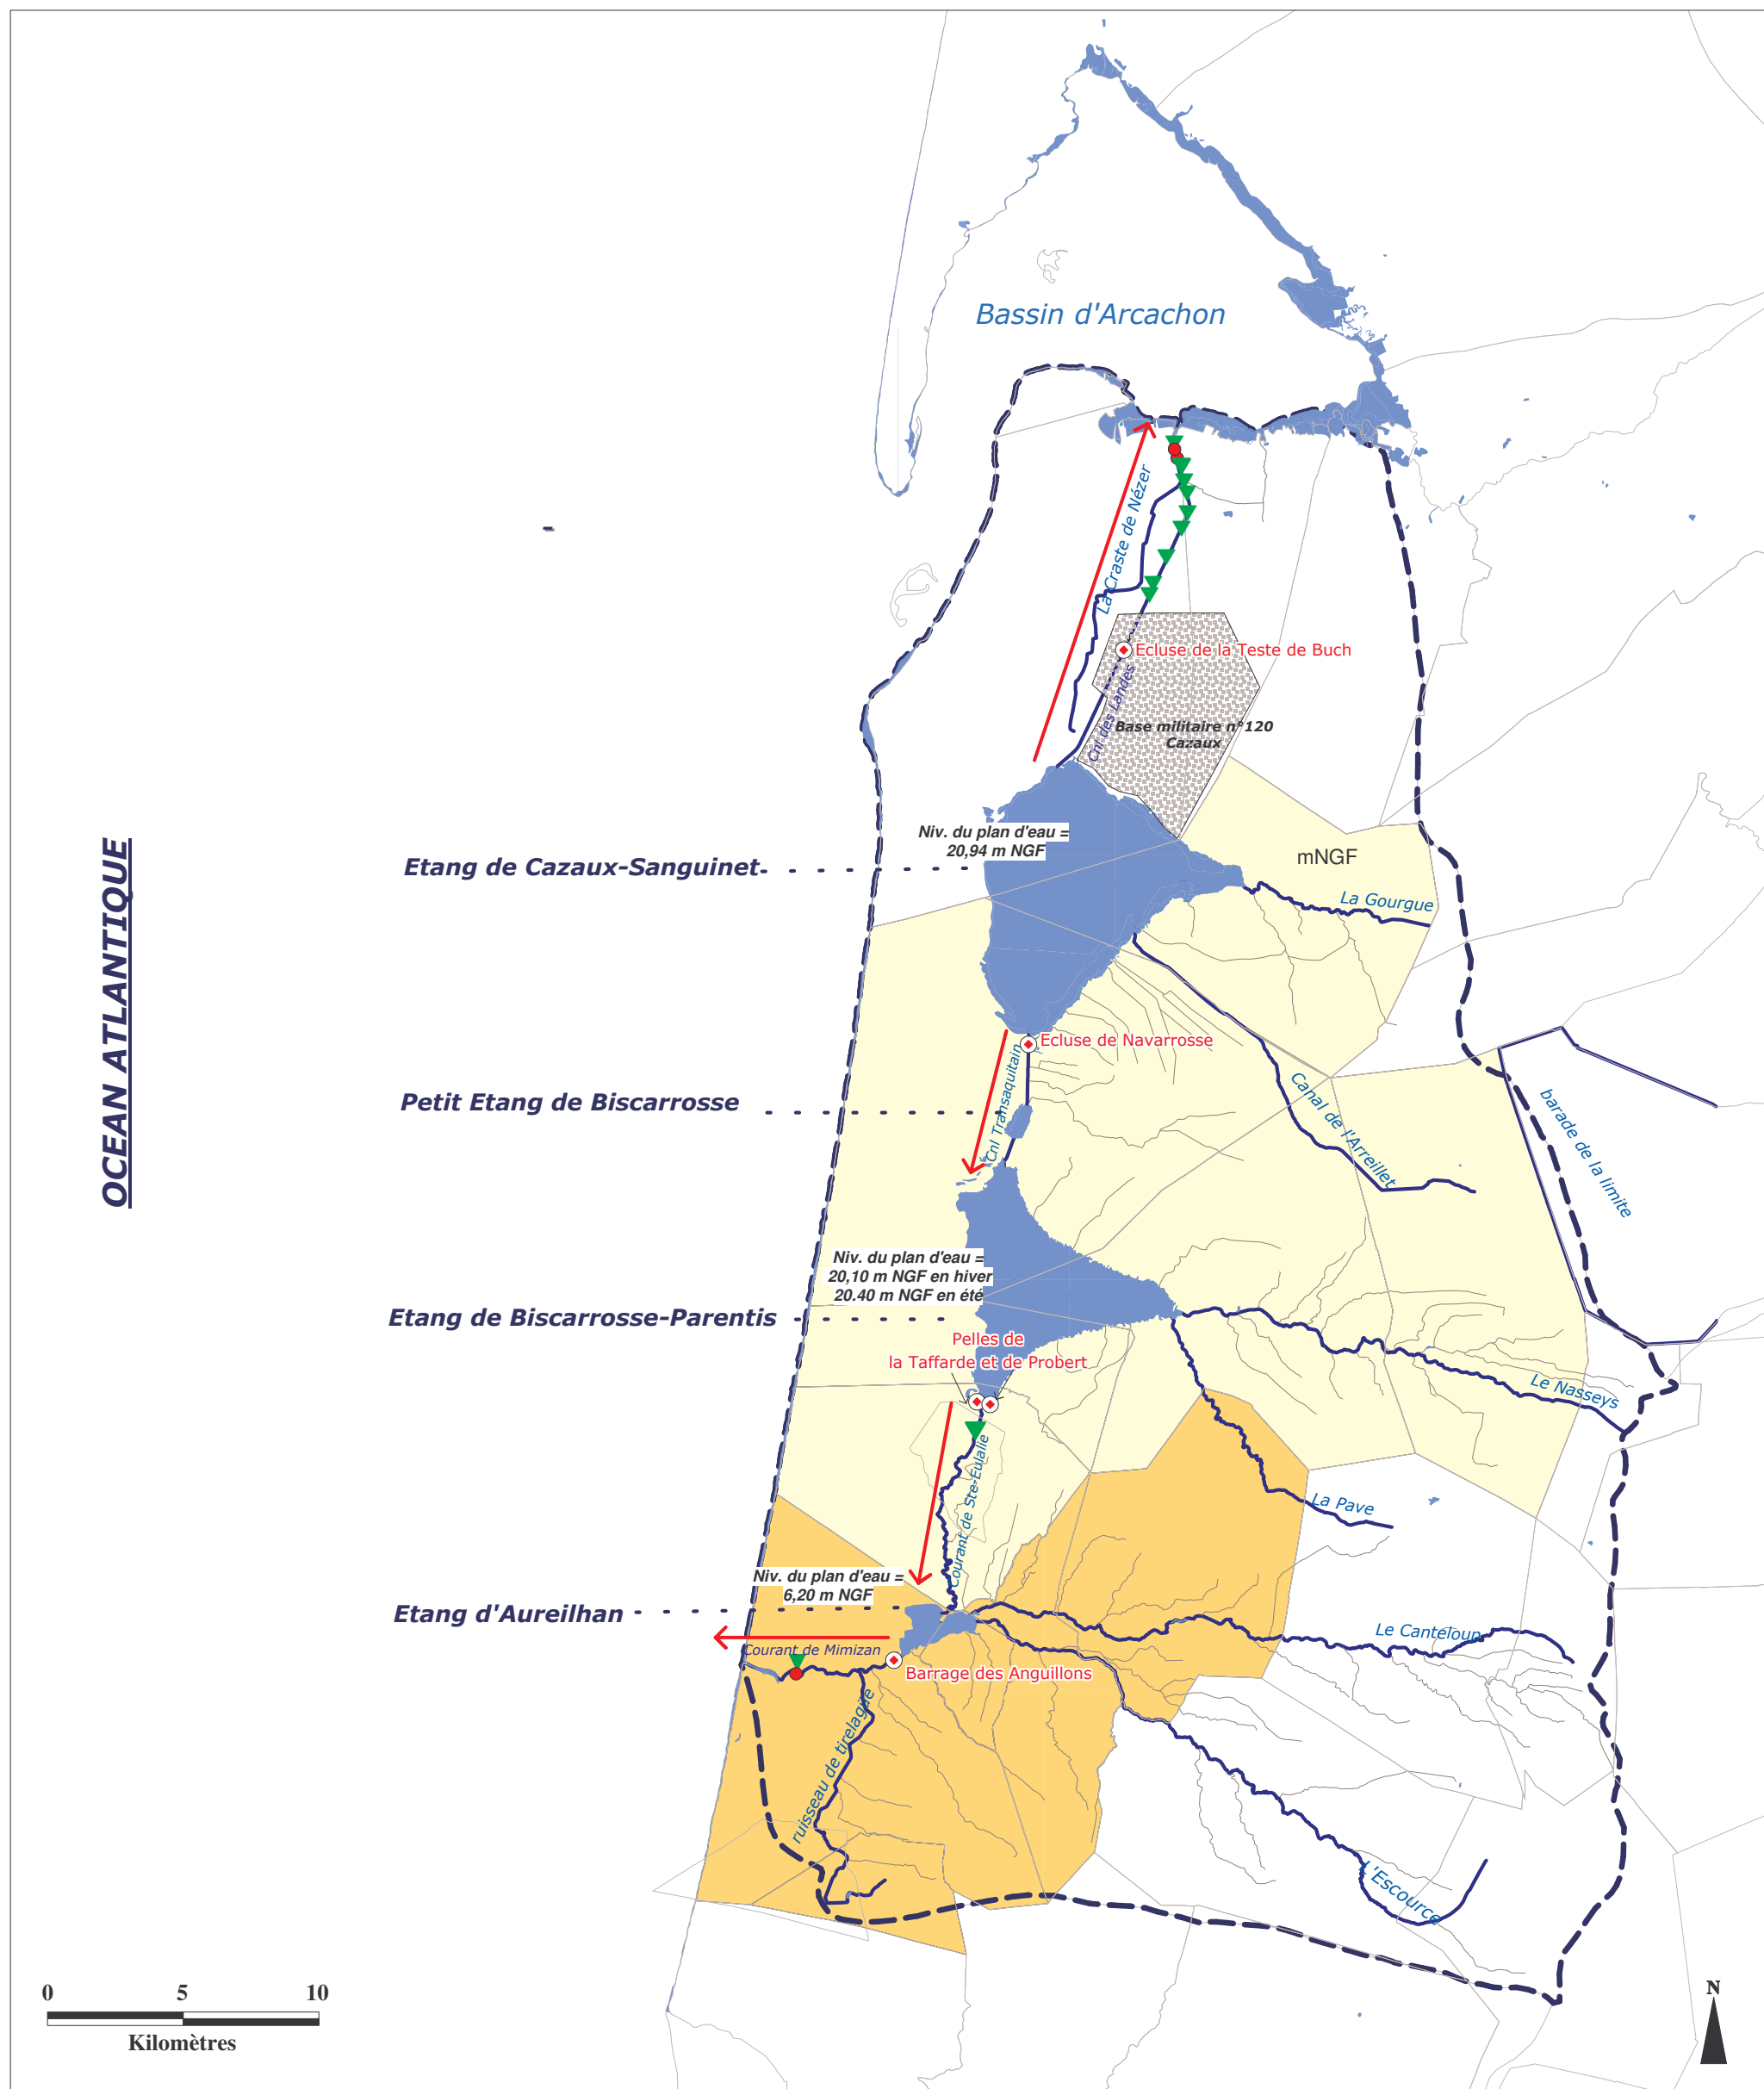 Bassin d'Arcachon
La Craste de Nézer
Ecluse de la Teste de Buch
Cnl des Landes
Base militaire n°120
Cazaux
Niv. du plan d'eau =
20,94 m NGF
mNGF
Etang de Cazaux-Sanguinet
La Gourgue
OCEAN ATLANTIQUE
Ecluse de Navarrosse
Cnl Transaquitain
Petit Etang de Biscarrosse
Canal de l'Arreillet
barade de la limite
Niv. du plan d'eau =
20,10 m NGF en hiver
20.40 m NGF en été
Etang de Biscarrosse-Parentis
Pelles de
la Taffarde et de Probert
Le Nasseys
Courant de Ste-Eulalie
La Pave
Niv. du plan d'eau =
6,20 m NGF
Etang d'Aureilhan
Le Canteloup
Courant de Mimizan
Barrage des Anguillons
ruisseau de tirelagüe
L'Escource
0 5 10
Kilomètres
N